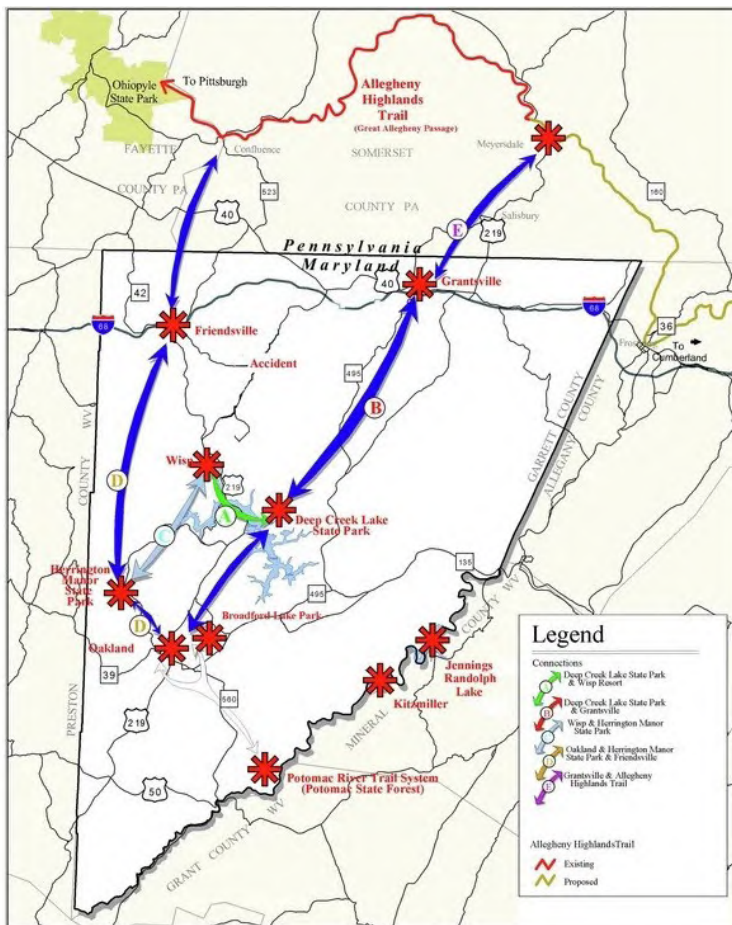 Ohiopyle
State Park
To Pittsburgh
Allegheny
Highlands
Trail
(Great Allegheny Passage)
FAYETTE
Confluence
SOMERSET
Meyersdale
COUNTY PA
523
160
40
COUNTY PA
Salisbury
E
219
Pennsylvania
Maryland
40
Grantsville
42
68
Friendsville
68
36
To
Cumberland
Accident
495
GARRETT COUNTY
ALLEGANY COUNTY
B
COUNTY WV
Wisp
219
D
A
Deep Creek Lake
State Park
C
Herrington
Manor
State
Park
135
495
COUNTY WV
D
Broadford Lake Park
Oakland
39
Jennings
Randolph
Lake
560
Kitzmiller
PRESTON
219
MINERAL
50
Potomac River Trail System
(Potomac State Forest)
GRANT COUNTY WV
Legend
Connections
A
Deep Creek Lake State Park
& Wisp Resort
B
Deep Creek Lake State Park
& Grantsville
C
Wisp & Herrington Manor
State Park
D
Oakland & Herrington Manor
State Park & Friendsville
E
Grantsville & Allegheny
Highlands Trail
Allegheny HighlandsTrail
Existing
Proposed